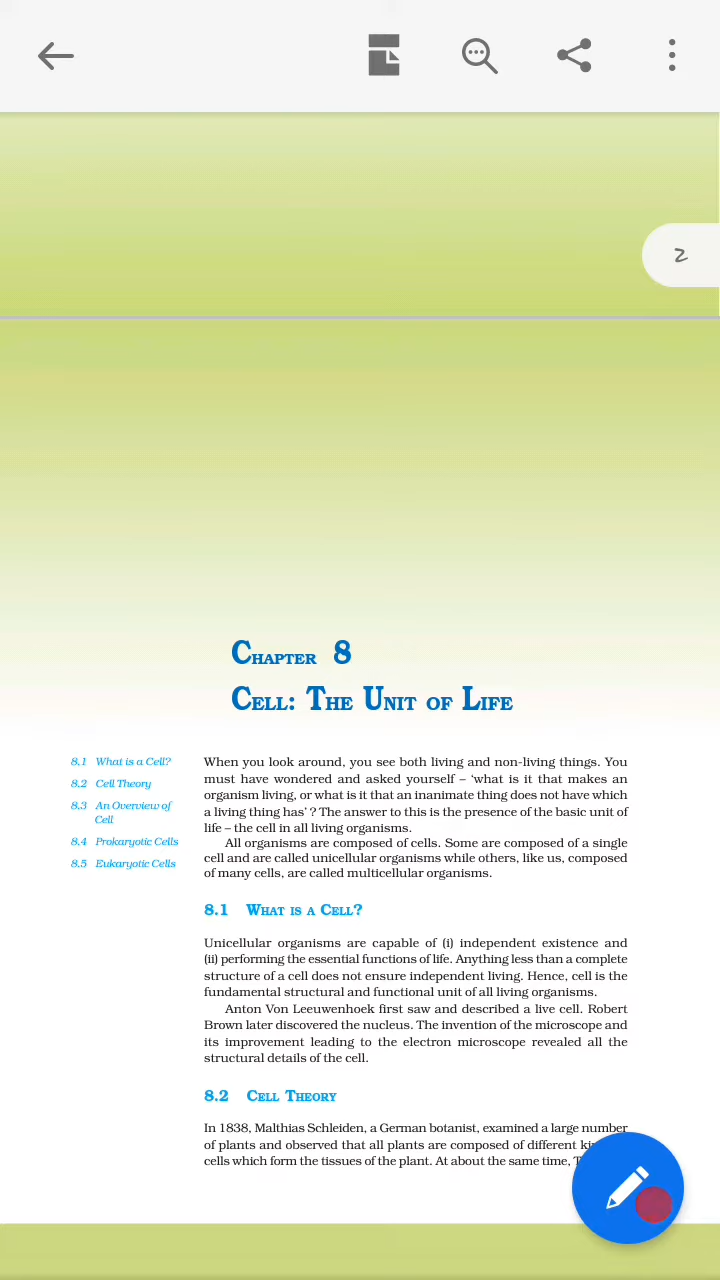 2
CHAPTER 8
CELL: THE UNIT OF LIFE
8.1 What is a Cell?
8.2 Cell Theory
8.3 An Overview of
Cell
8.4 Prokaryotic Cells
8.5 Eukaryotic Cells
When you look around, you see both living and non-living things. You
must have wondered and asked yourself – ‘what is it that makes an
organism living, or what is it that an inanimate thing does not have which
a living thing has’ ? The answer to this is the presence of the basic unit of
life – the cell in all living organisms.
All organisms are composed of cells. Some are composed of a single
cell and are called unicellular organisms while others, like us, composed
of many cells, are called multicellular organisms.
8.1 WHAT IS A CELL?
Unicellular organisms are capable of (i) independent existence and
(ii) performing the essential functions of life. Anything less than a complete
structure of a cell does not ensure independent living. Hence, cell is the
fundamental structural and functional unit of all living organisms.
Anton Von Leeuwenhoek first saw and described a live cell. Robert
Brown later discovered the nucleus. The invention of the microscope and
its improvement leading to the electron microscope revealed all the
structural details of the cell.
8.2 CELL THEORY
In 1838, Malthias Schleiden, a German botanist, examined a large number
of plants and observed that all plants are composed of different
cells which form the tissues of the plant. At about the same time,